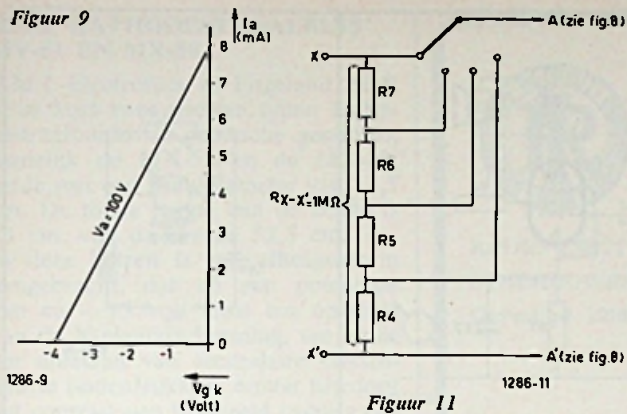 Figuur 9
Ia
(mA)
8
7
6
5
4
3
2
1
0
Va = 100 V
-4 -3 -2 -1
1286-9
Vg k
(Volt)
A (zie fig.8)
X
R7
R6
RX-X'=1MΩ
R5
R4
X'
A' (zie fig.8)
1286-11
Figuur 11